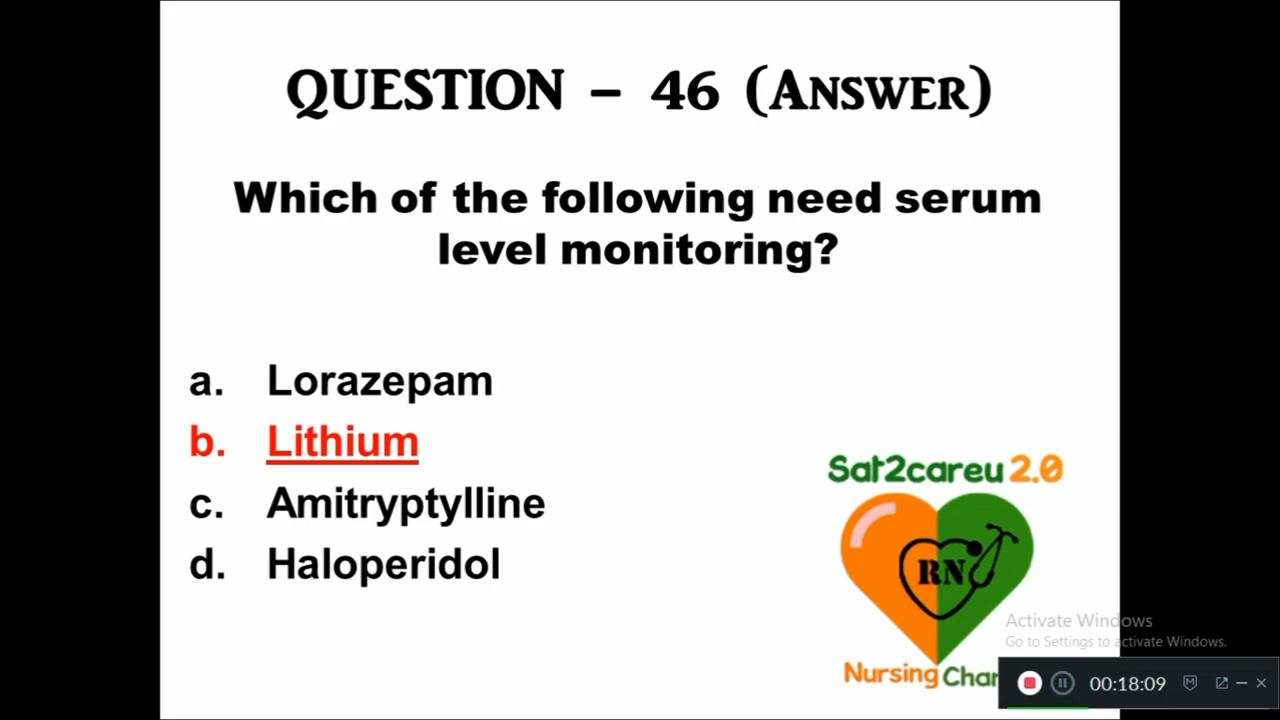 QUESTION – 46 (ANSWER)
Which of the following need serum
level monitoring?
a. Lorazepam
b. Lithium
c. Amitryptylline
d. Haloperidol
Sat2careu 2.0
RN
Nursing
Activate Windows
Go to Settings to activate Windows.
00:18:09